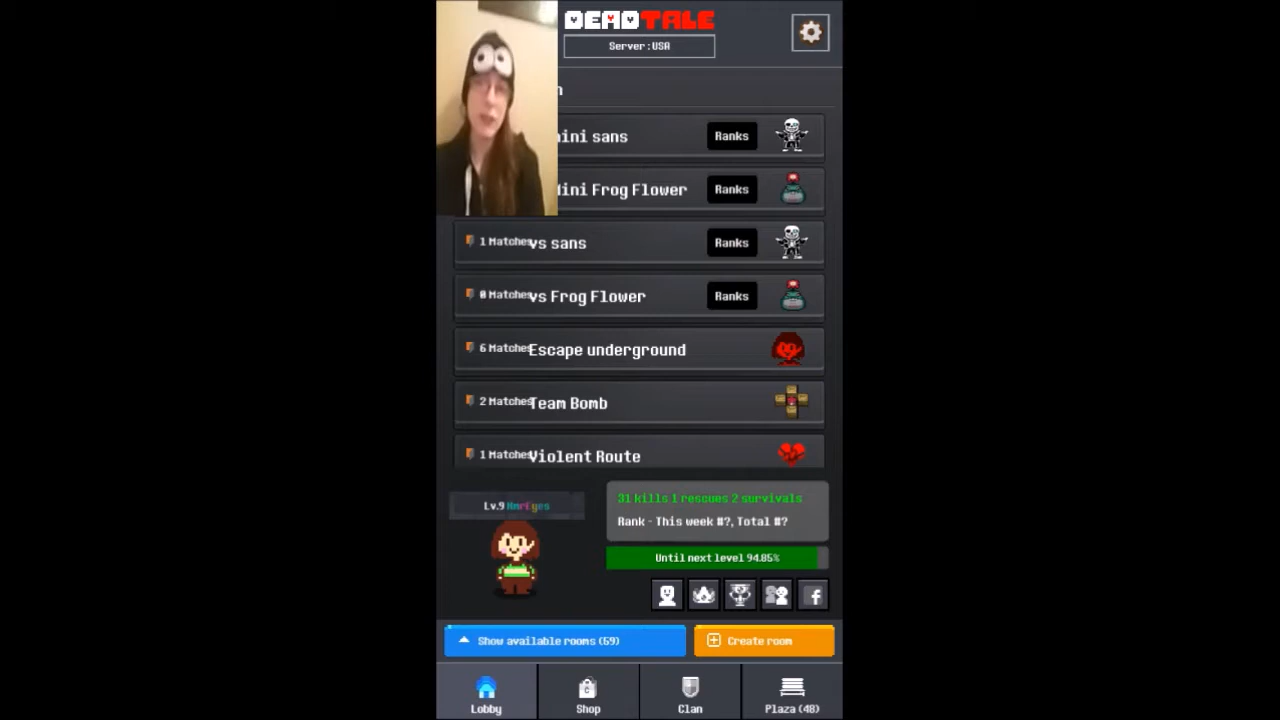 DEADTALE
Server : USA
ini sans
Ranks
ini Frog Flower
Ranks
1 Matches
vs sans
Ranks
0 Matches
vs Frog Flower
Ranks
6 Matches
Escape underground
2 Matches
Team Bomb
1 Matches
Violent Route
Lv.9 HmrEyes
31 kills 1 rescues 2 survivals
Rank - This week #?, Total #?
Until next level 94.85%
Show available rooms (59)
Create room
Lobby
Shop
Clan
Plaza (48)